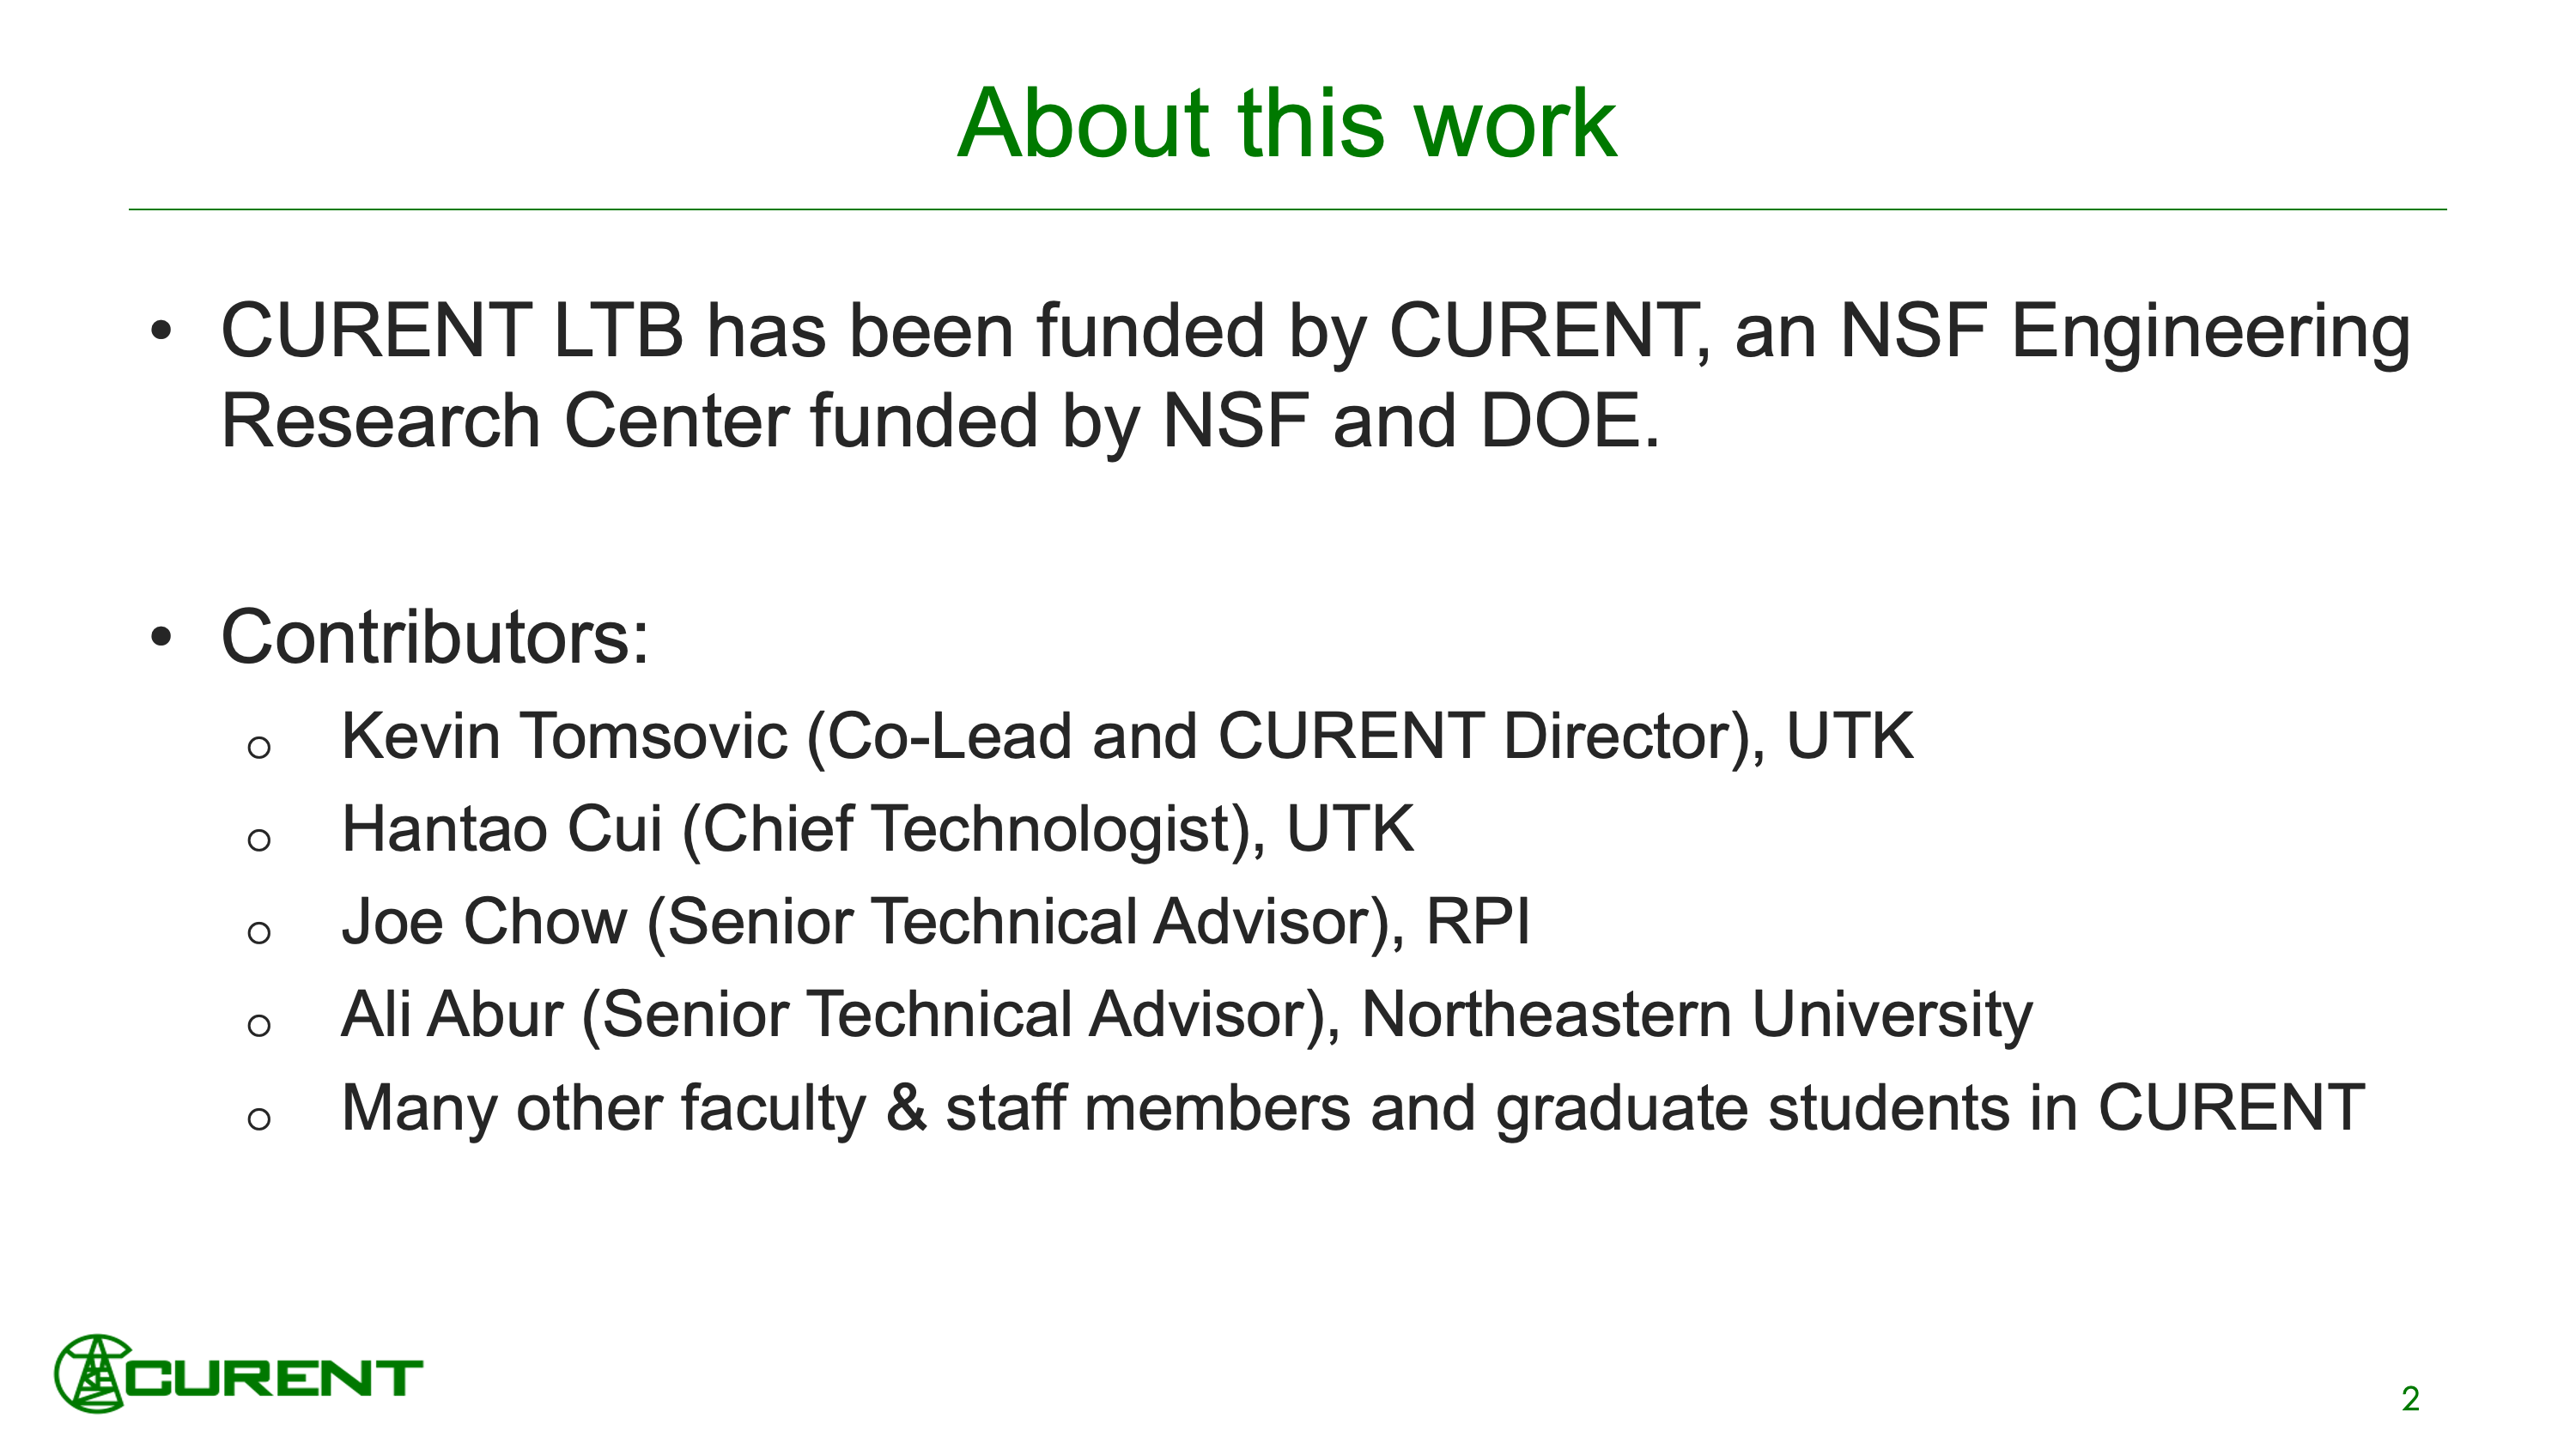 About this work
• CURENT LTB has been funded by CURENT, an NSF Engineering
Research Center funded by NSF and DOE.
• Contributors:
o Kevin Tomsovic (Co-Lead and CURENT Director), UTK
o Hantao Cui (Chief Technologist), UTK
o Joe Chow (Senior Technical Advisor), RPI
o Ali Abur (Senior Technical Advisor), Northeastern University
o Many other faculty & staff members and graduate students in CURENT
CURENT
2